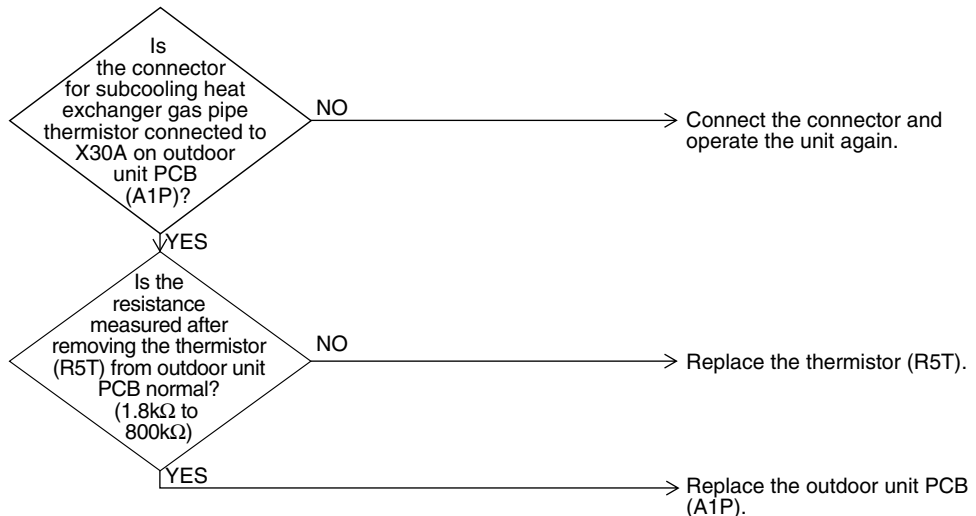 Is
the connector
for subcooling heat
exchanger gas pipe
thermistor connected to
X30A on outdoor
unit PCB
(A1P)?
NO
Connect the connector and
operate the unit again.
YES
Is the
resistance
measured after
removing the thermistor
(R5T) from outdoor unit
PCB normal?
(1.8kΩ to
800kΩ)
NO
Replace the thermistor (R5T).
YES
Replace the outdoor unit PCB
(A1P).